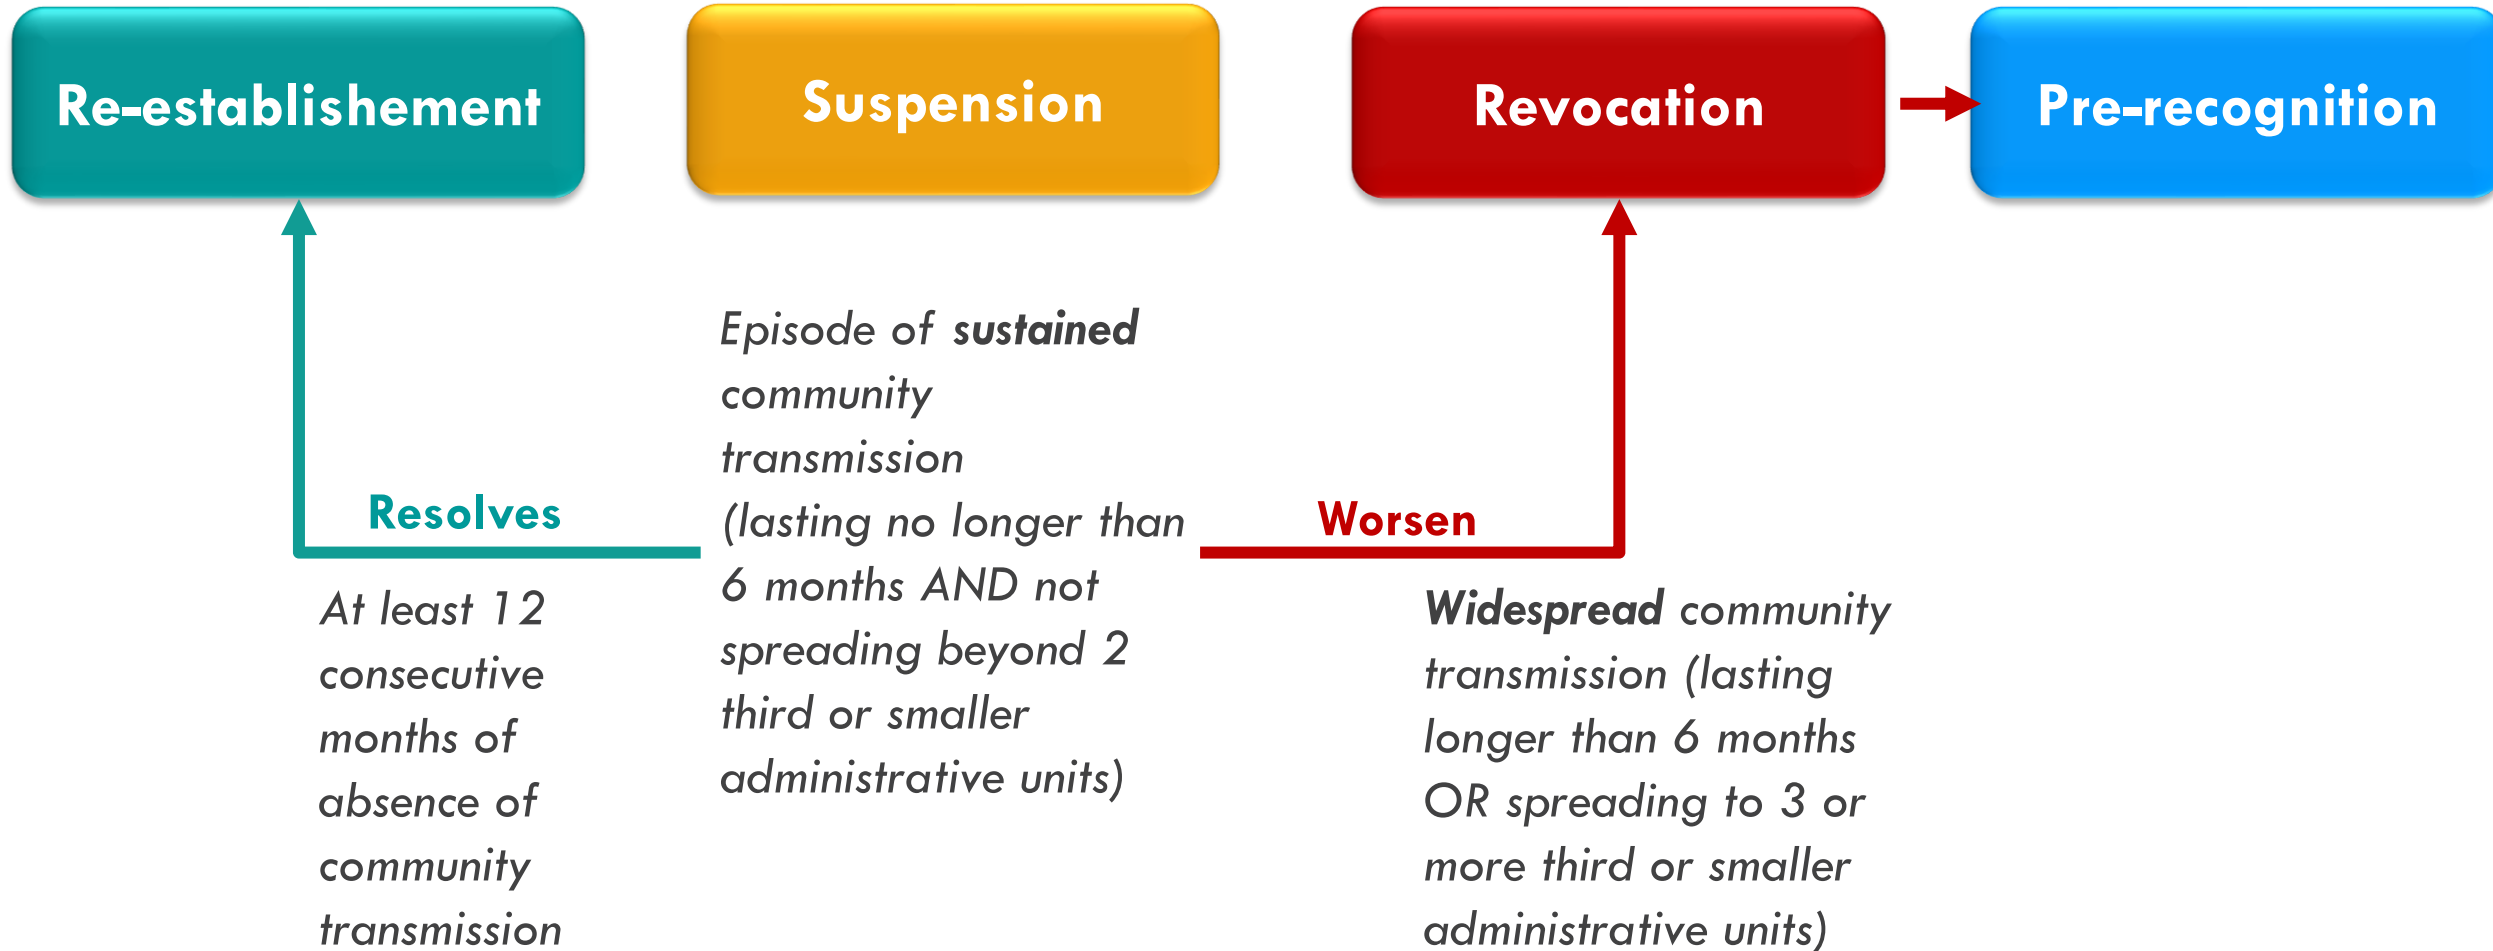 Re-establishement
Suspension
Revocation
Pre-recognition
Episode of sustained
community
transmission
(lasting no longer than
6 months AND not
spreading beyond 2
third or smaller
administrative units)
Resolves
At least 12
consecutive
months of
absence of
community
transmission
Worsen
Widespread community
transmission (lasting
longer than 6 months
OR spreading to 3 or
more third or smaller
administrative units)